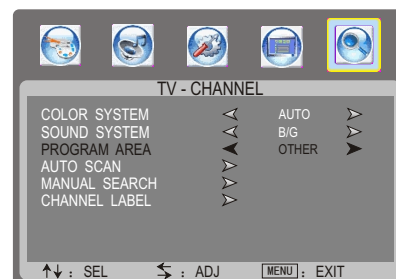 TV - CHANNEL
COLOR SYSTEM AUTO
SOUND SYSTEM B/G
PROGRAM AREA OTHER
AUTO SCAN
MANUAL SEARCH
CHANNEL LABEL
: SEL : ADJ MENU : EXIT